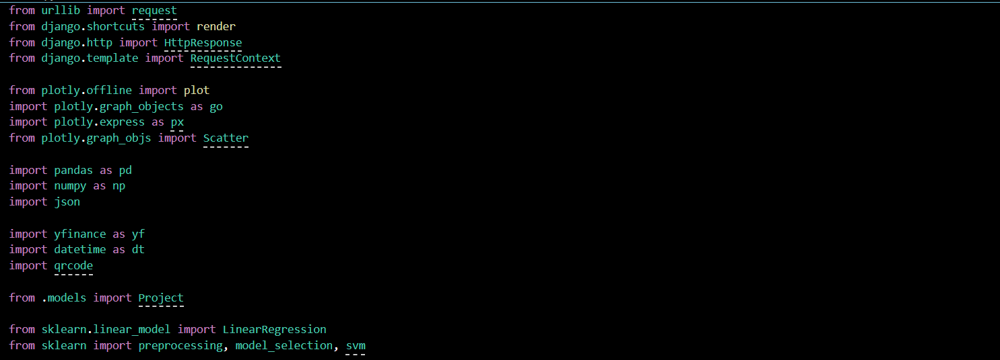 from urllib import request
from django.shortcuts import render
from django.http import HttpResponse
from django.template import RequestContext
from plotly.offline import plot
import plotly.graph_objects as go
import plotly.express as px
from plotly.graph_objs import Scatter
import pandas as pd
import numpy as np
import json
import yfinance as yf
import datetime as dt
import qrcode
from .models import Project
from sklearn.linear_model import LinearRegression
from sklearn import preprocessing, model_selection, svm